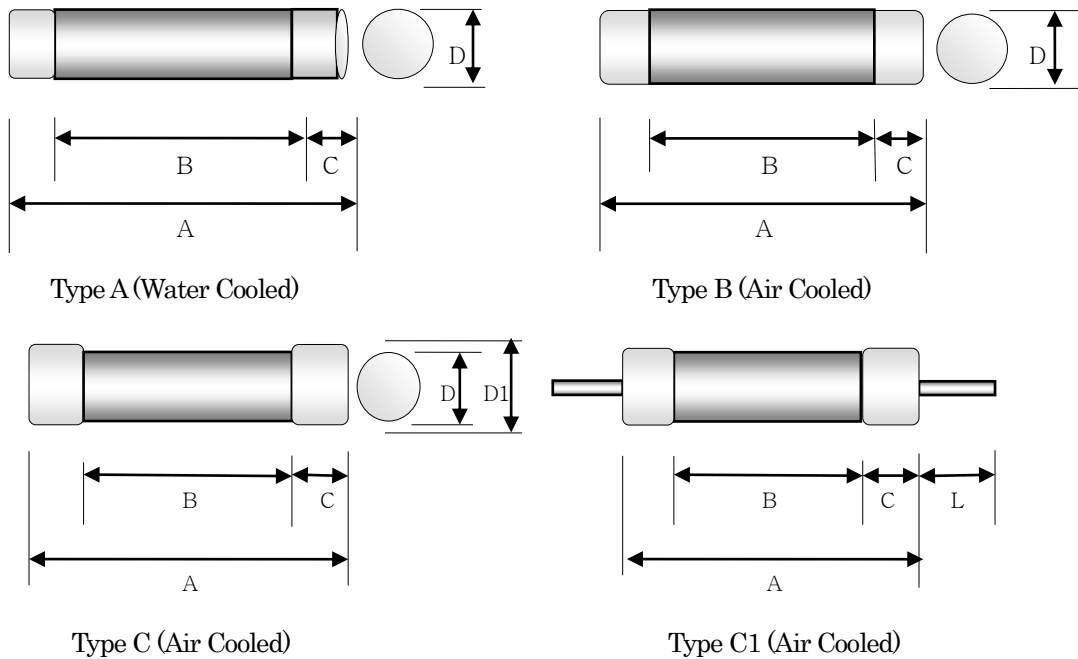 D
D
B
C
B
C
A
A
Type A (Water Cooled)
Type B (Air Cooled)
D
D1
B
C
B
C
L
A
A
Type C (Air Cooled)
Type C1 (Air Cooled)